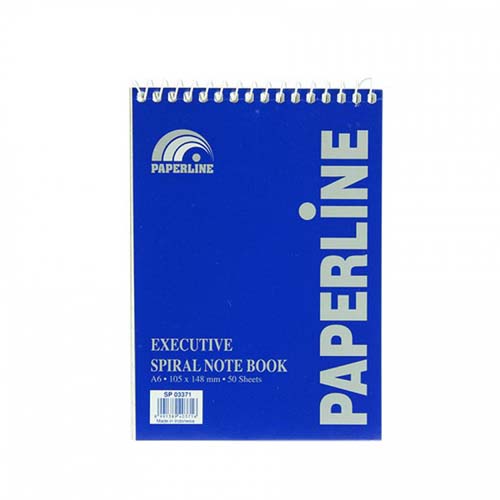 PAPERLINE
PAPERLINE
EXECUTIVE
SPIRAL NOTE BOOK
A6 • 105 x 148 mm • 50 Sheets
SP 03371
Made in Indonesia